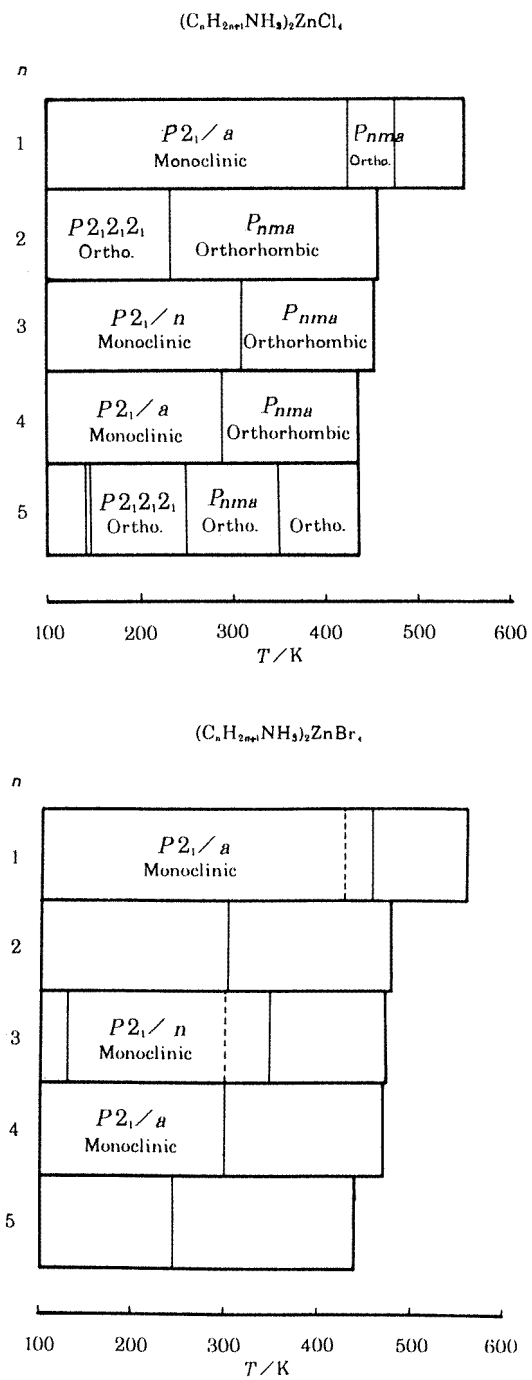 (CₙH₂ₙ₊₁NH₃)₂ZnCl₄
n
1
P2₁/a
Monoclinic
Pnma
Ortho.
2
P2₁2₁2₁
Ortho.
Pnma
Orthorhombic
3
P2₁/n
Monoclinic
Pnma
Orthorhombic
4
P2₁/a
Monoclinic
Pnma
Orthorhombic
5
P2₁2₁2₁
Ortho.
Pnma
Ortho.
Ortho.
100 200 300 400 500 600
T/K
(CₙH₂ₙ₊₁NH₃)₂ZnBr₄
n
1
P2₁/a
Monoclinic
2
3
P2₁/n
Monoclinic
4
P2₁/a
Monoclinic
5
100 200 300 400 500 600
T/K